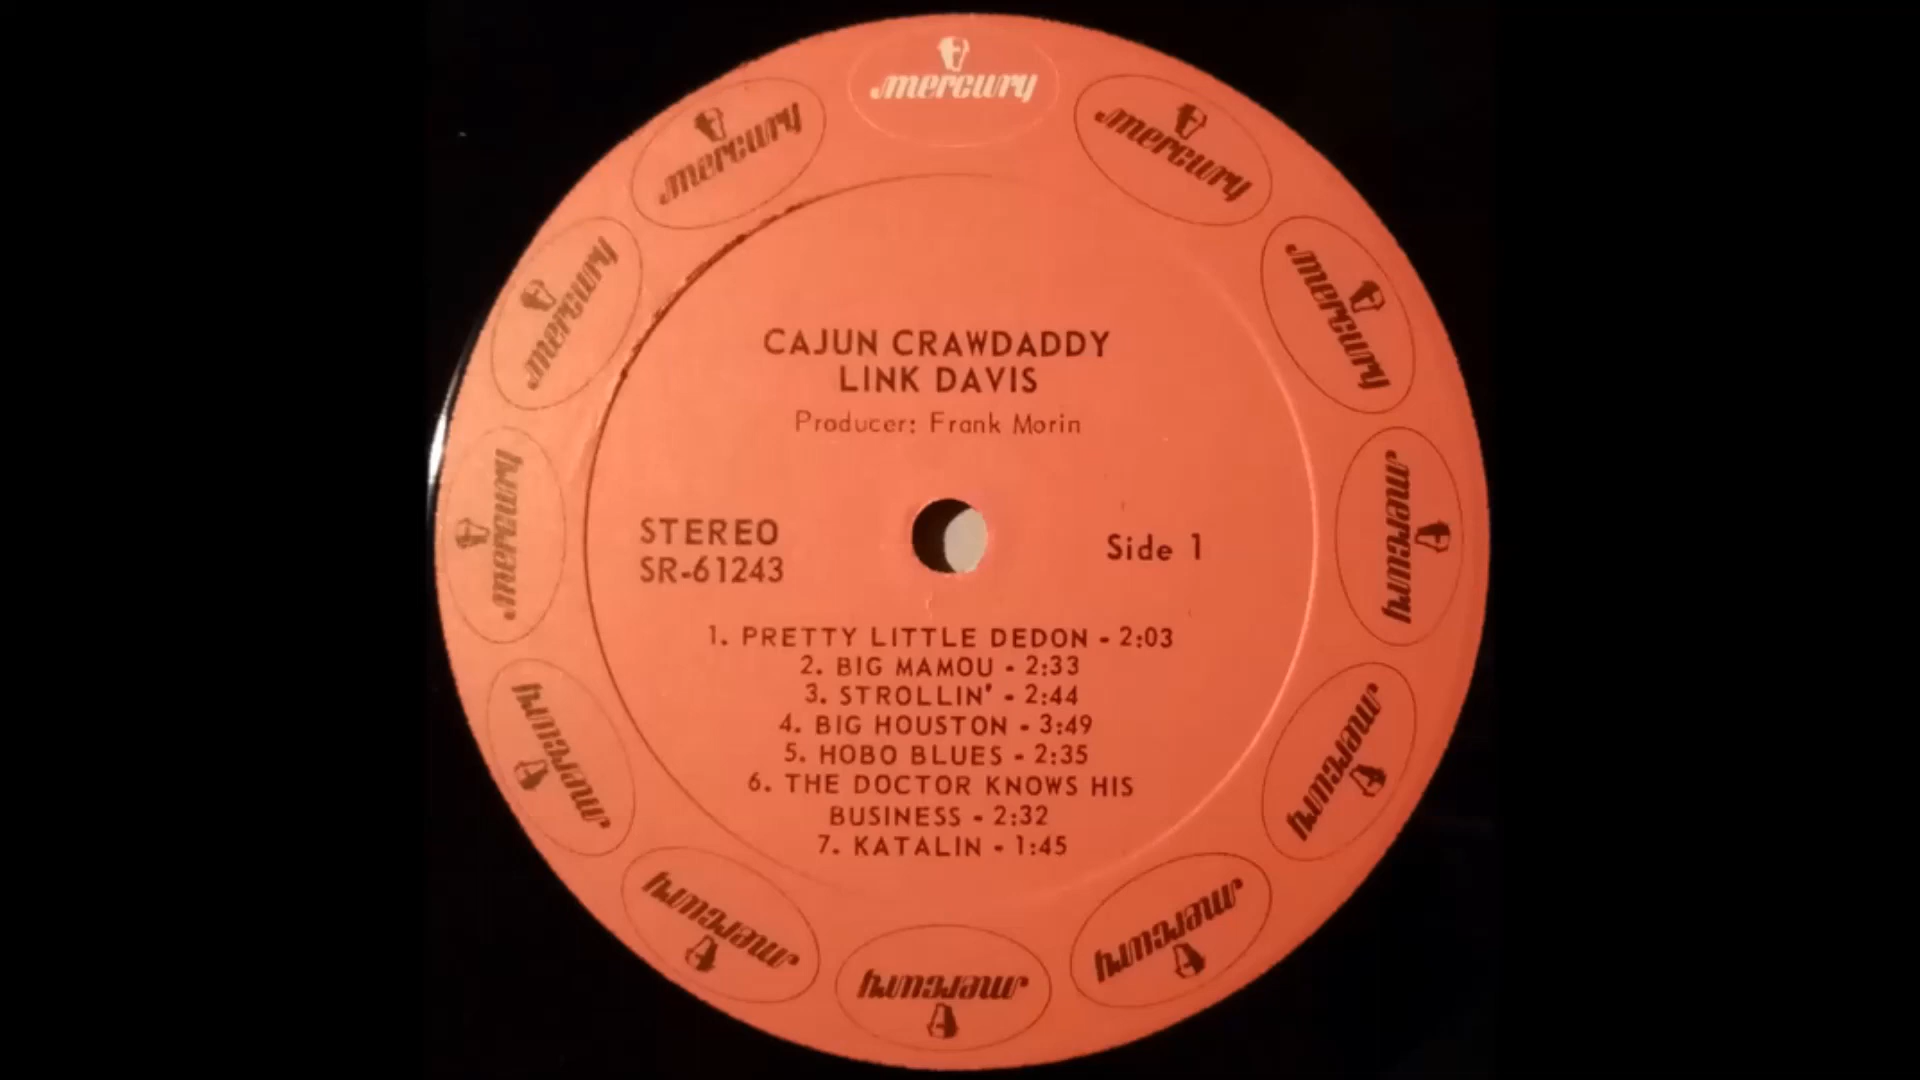 mercury
mercury
mercury
mercury
mercury
mercury
mercury
mercury
mercury
mercury
mercury
mercury
CAJUN CRAWDADDY
LINK DAVIS
Producer: Frank Morin
STEREO
SR-61243
Side 1
1. PRETTY LITTLE DEDON - 2:03
2. BIG MAMOU - 2:33
3. STROLLIN' - 2:44
4. BIG HOUSTON - 3:49
5. HOBO BLUES - 2:35
6. THE DOCTOR KNOWS HIS
BUSINESS - 2:32
7. KATALIN - 1:45